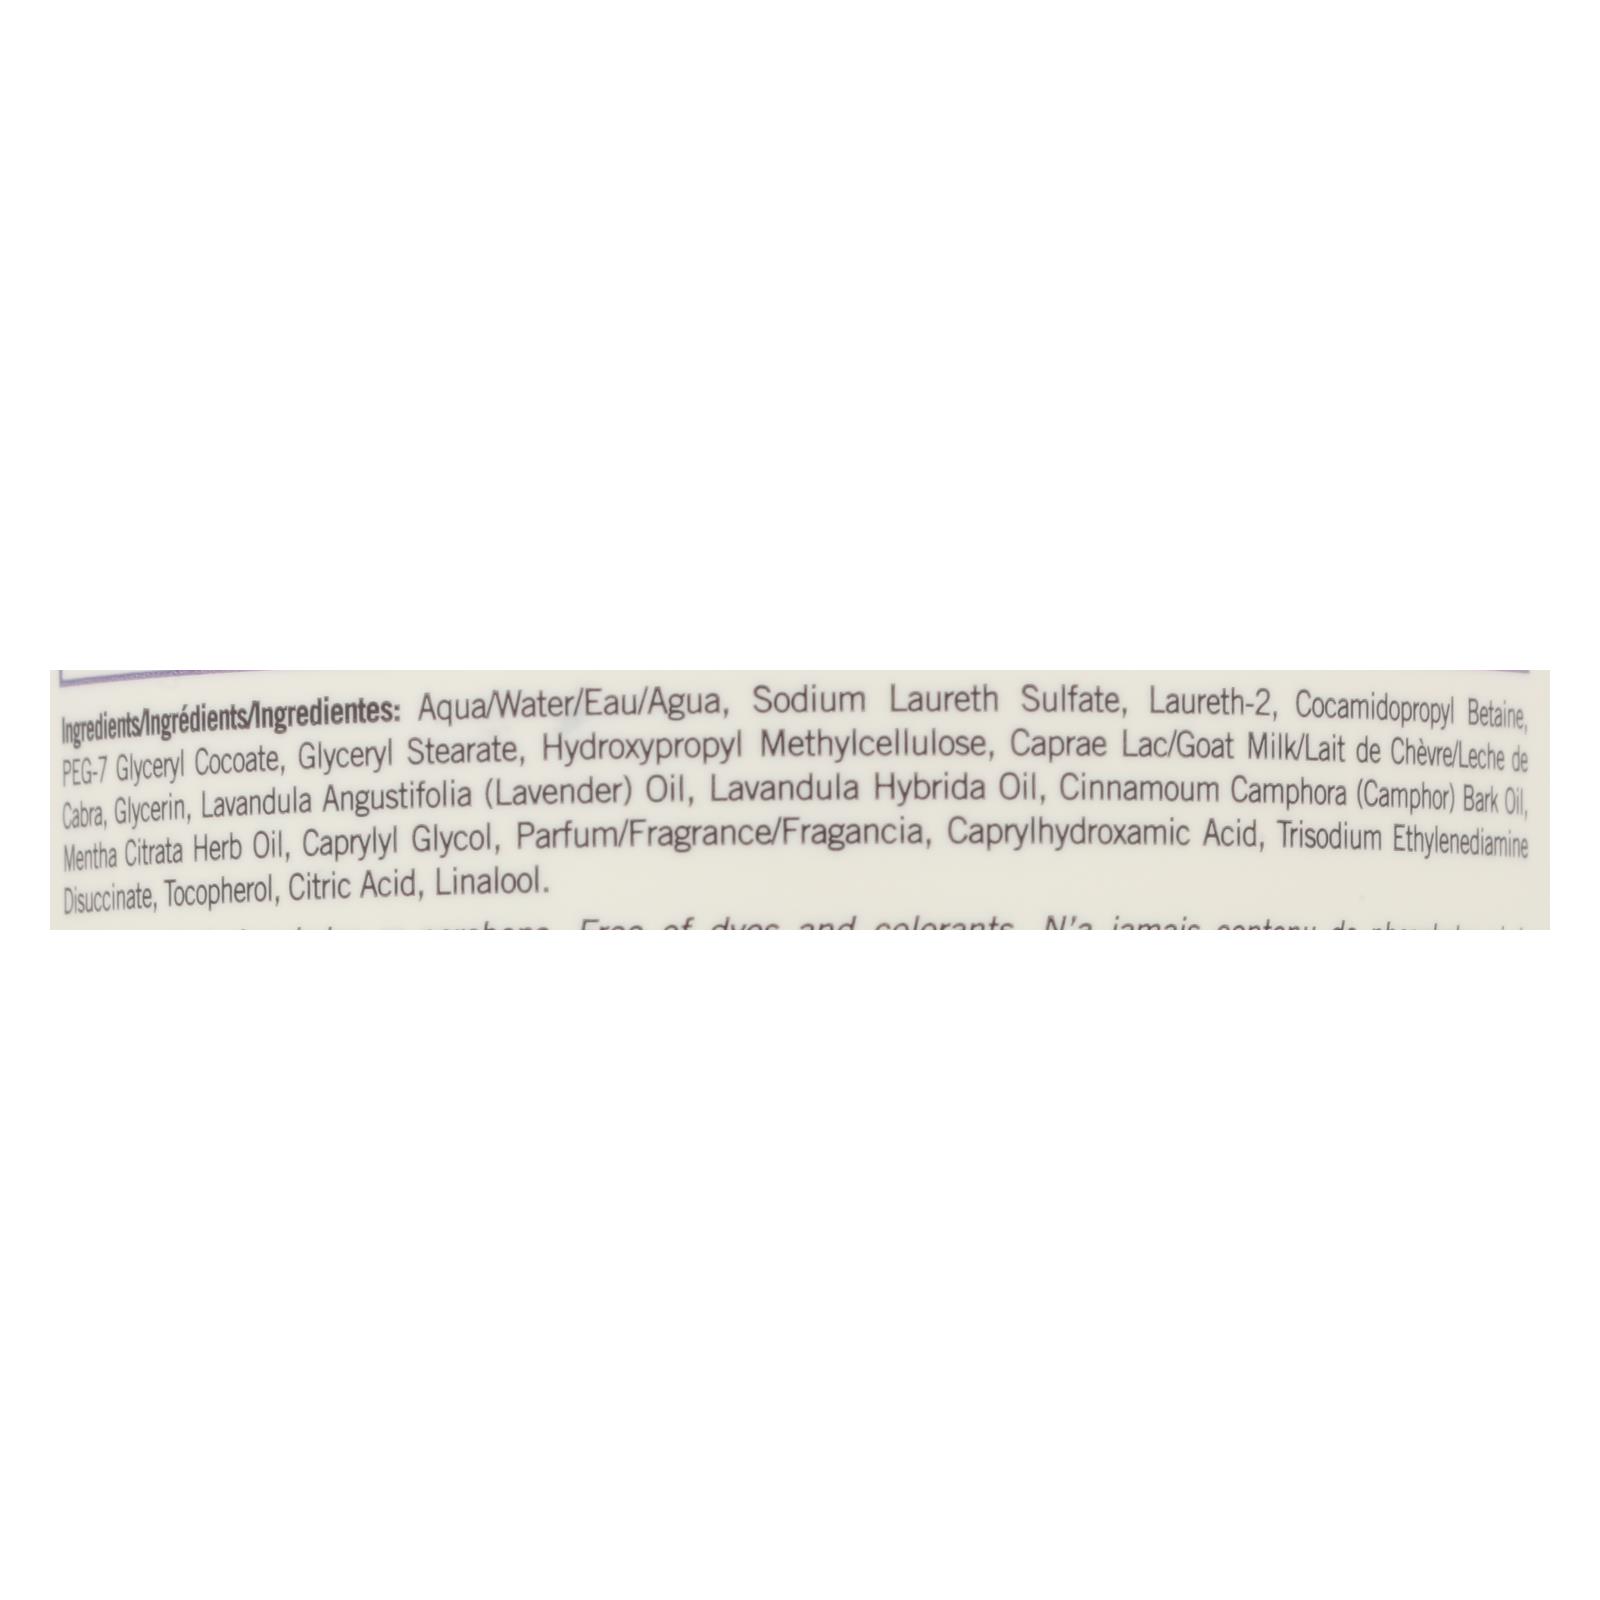 Ingredients/Ingrédients/Ingredientes: Aqua/Water/Eau/Agua, Sodium Laureth Sulfate, Laureth-2, Cocamidopropyl Betaine,
PEG-7 Glyceryl Cocoate, Glyceryl Stearate, Hydroxypropyl Methylcellulose, Caprae Lac/Goat Milk/Lait de Chèvre/Leche de
Cabra, Glycerin, Lavandula Angustifolia (Lavender) Oil, Lavandula Hybrida Oil, Cinnamoum Camphora (Camphor) Bark Oil,
Mentha Citrata Herb Oil, Caprylyl Glycol, Parfum/Fragrance/Fragancia, Caprylhydroxamic Acid, Trisodium Ethylenediamine
Disuccinate, Tocopherol, Citric Acid, Linalool.
Free of dyes and colorants. N'a jamais contenu de